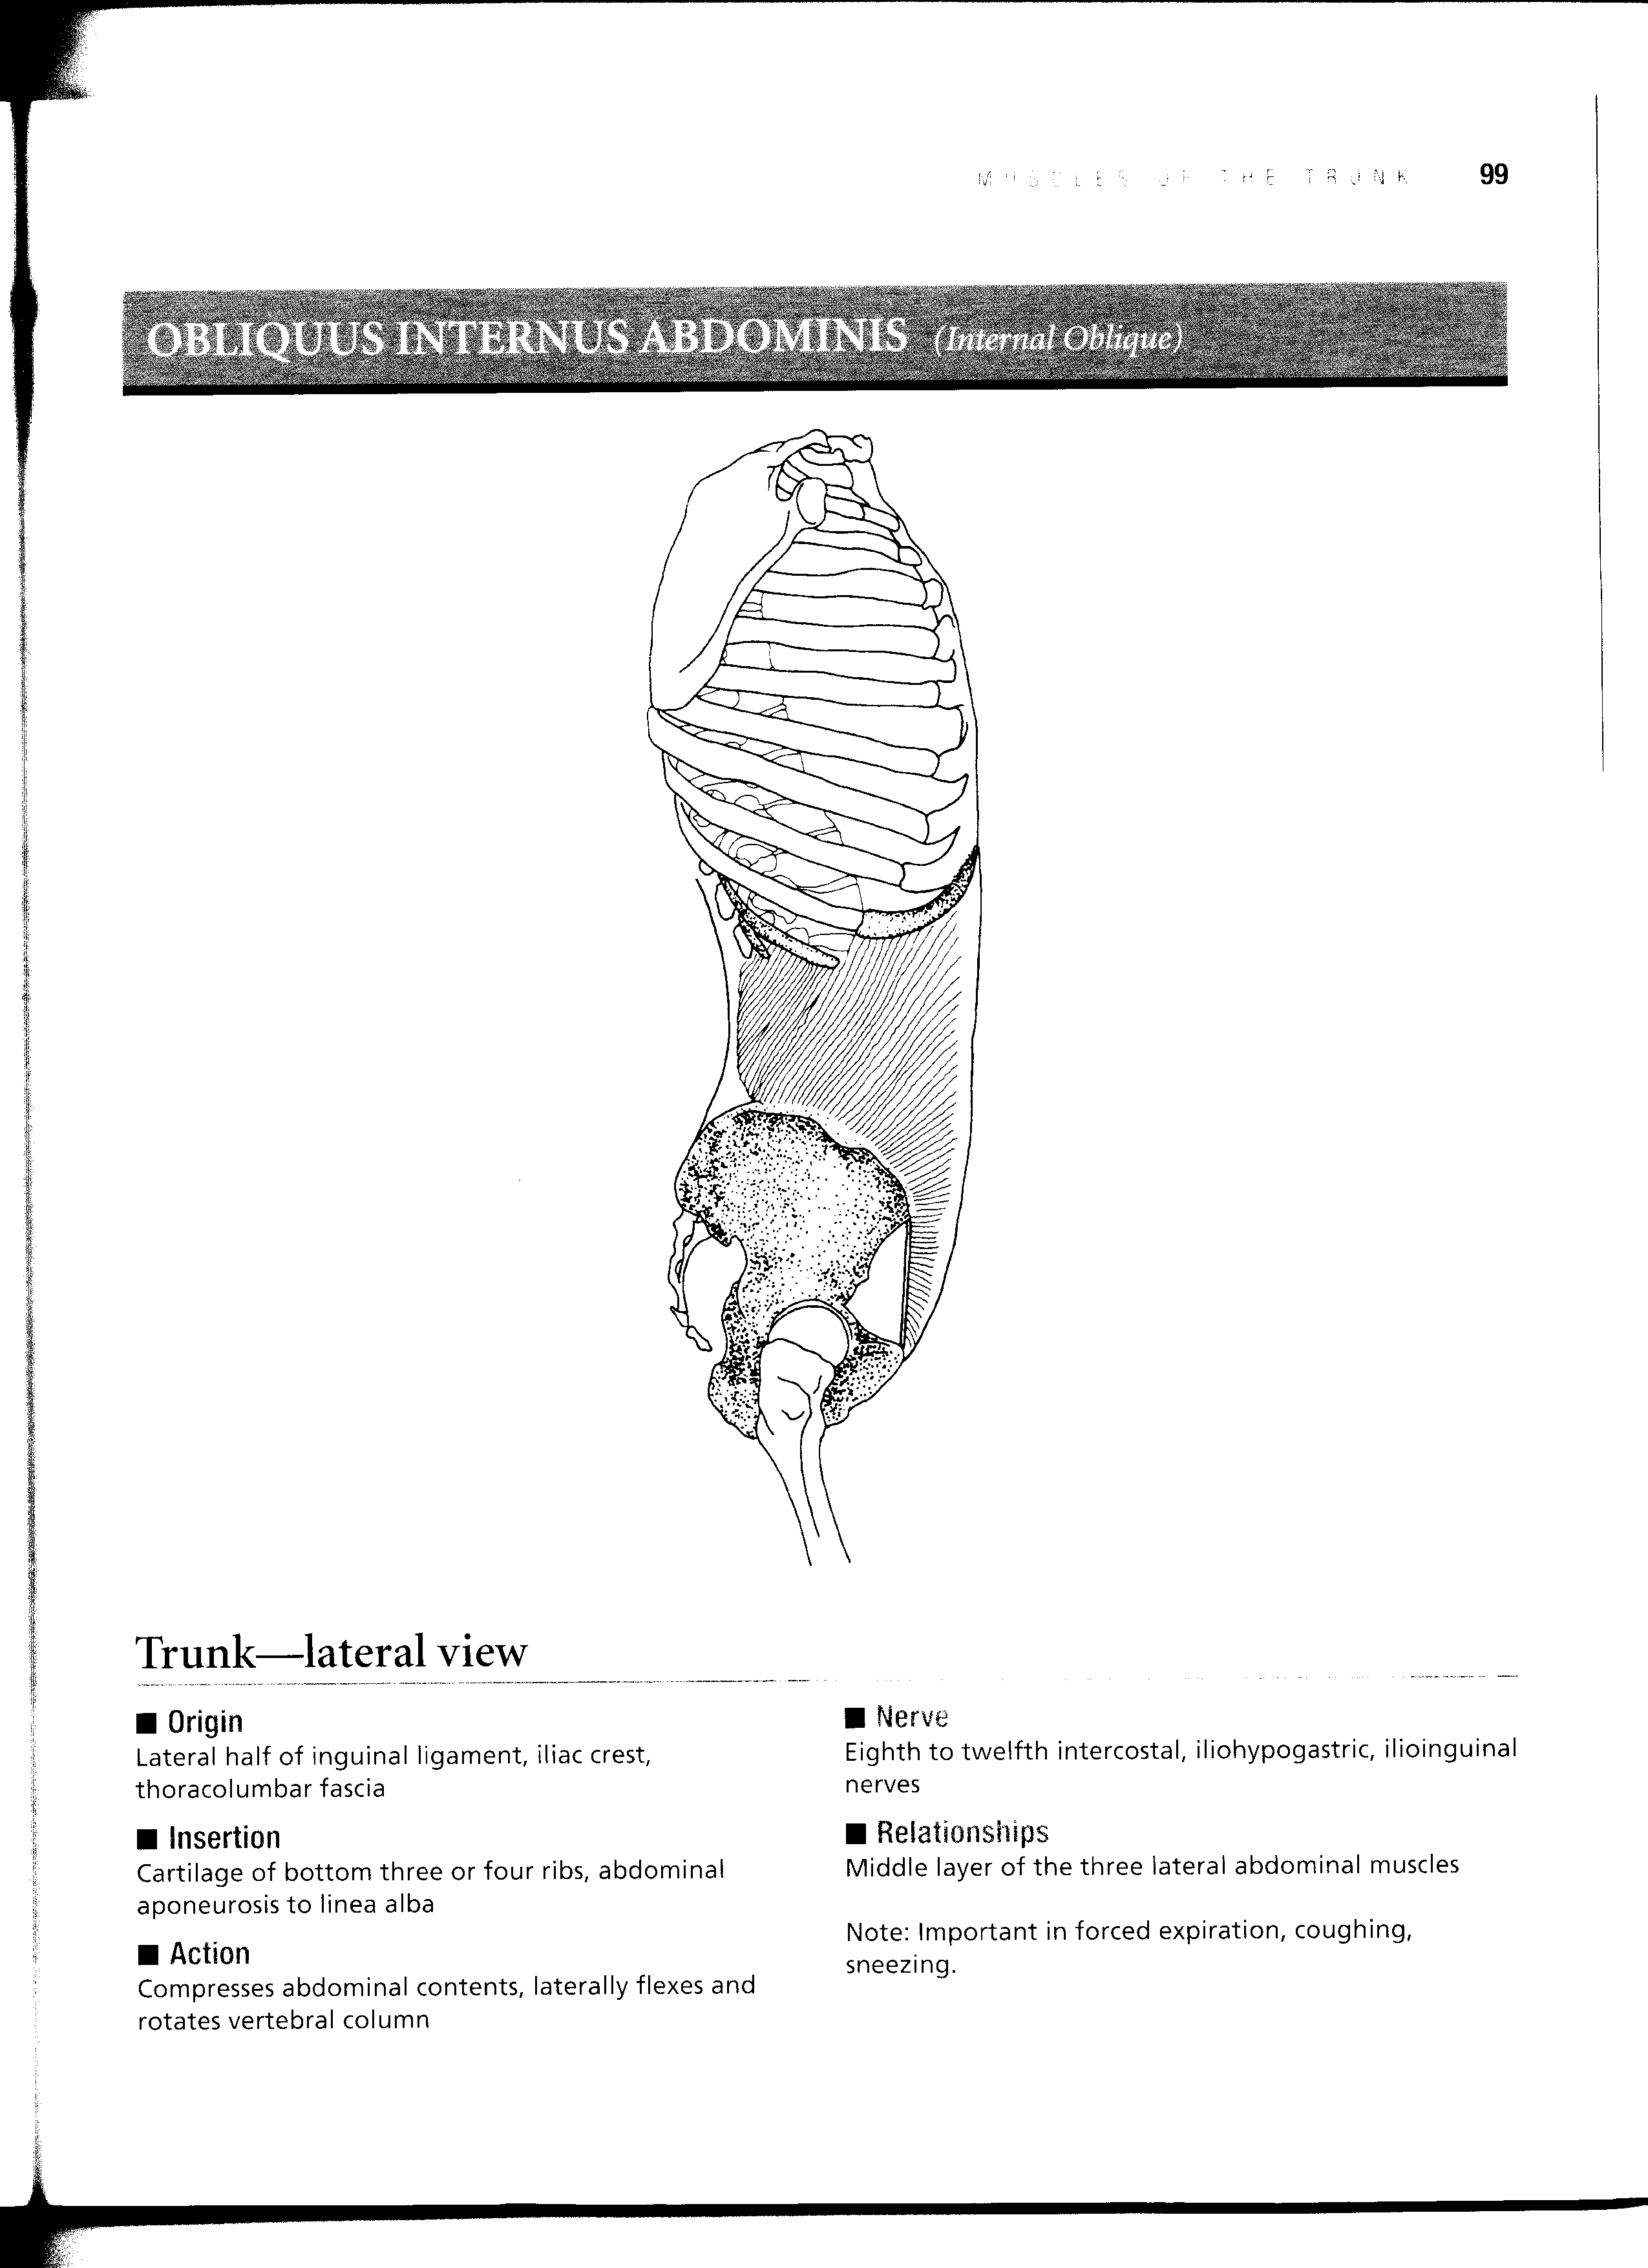 MUSCLES OF THE TRUNK 99
OBLIQUUS INTERNUS ABDOMINIS (Internal Oblique)
Trunk—lateral view
■ Origin
Lateral half of inguinal ligament, iliac crest,
thoracolumbar fascia
■ Insertion
Cartilage of bottom three or four ribs, abdominal
aponeurosis to linea alba
■ Action
Compresses abdominal contents, laterally flexes and
rotates vertebral column
■ Nerve
Eighth to twelfth intercostal, iliohypogastric, ilioinguinal
nerves
■ Relationships
Middle layer of the three lateral abdominal muscles
Note: Important in forced expiration, coughing,
sneezing.